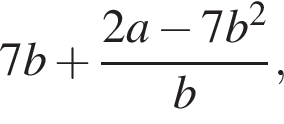 $7b + \frac{2a - 7b^2}{b},$